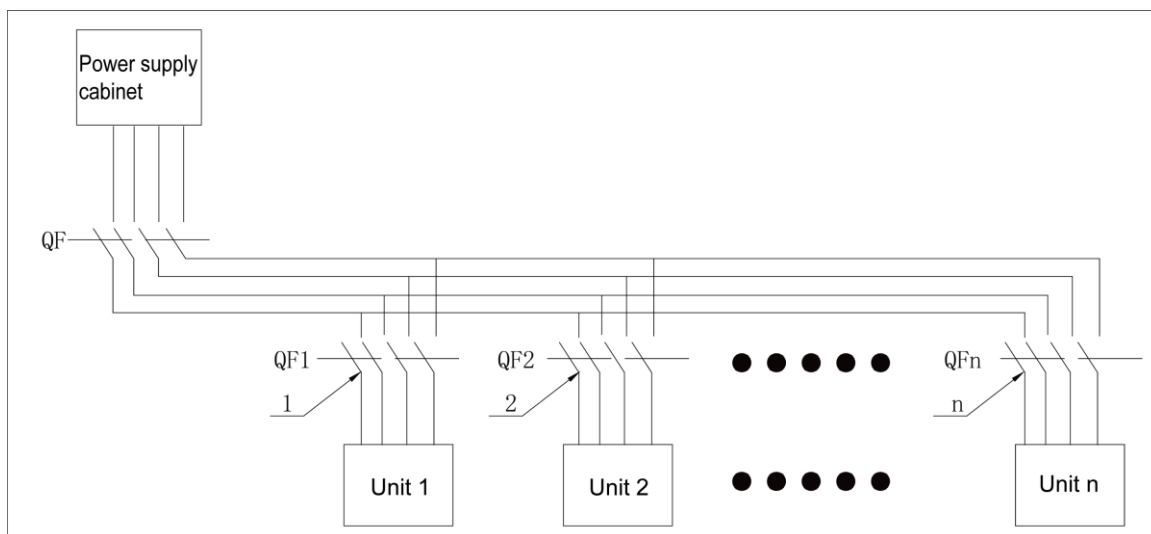 Power supply
cabinet
QF
QF1
QF2
QFn
1
2
n
Unit 1
Unit 2
Unit n